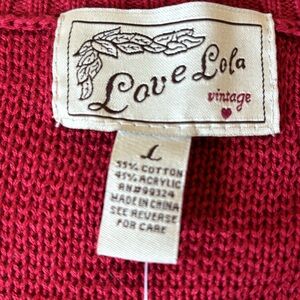 Love Lola
vintage
L
55% COTTON
45% ACRYLIC
RN#99324
MADE IN CHINA
SEE REVERSE
FOR CARE